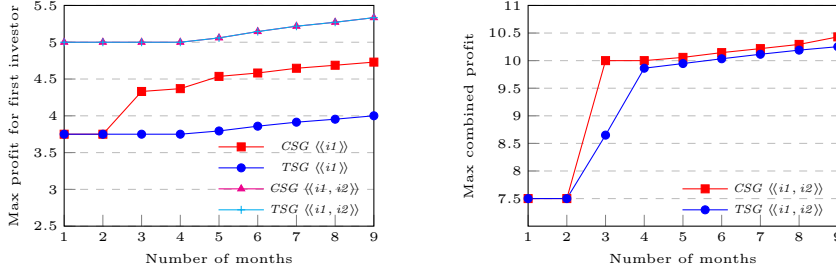 Max profit for first investor
5.5
5
4.5
4
3.5
3
2.5
1 2 3 4 5 6 7 8 9
Number of months
CSG ⟨⟨i1⟩⟩
TSG ⟨⟨i1⟩⟩
CSG ⟨⟨i1, i2⟩⟩
TSG ⟨⟨i1, i2⟩⟩
Max combined profit
11
10.5
10
9.5
9
8.5
8
7.5
1 2 3 4 5 6 7 8 9
Number of months
CSG ⟨⟨i1, i2⟩⟩
TSG ⟨⟨i1, i2⟩⟩